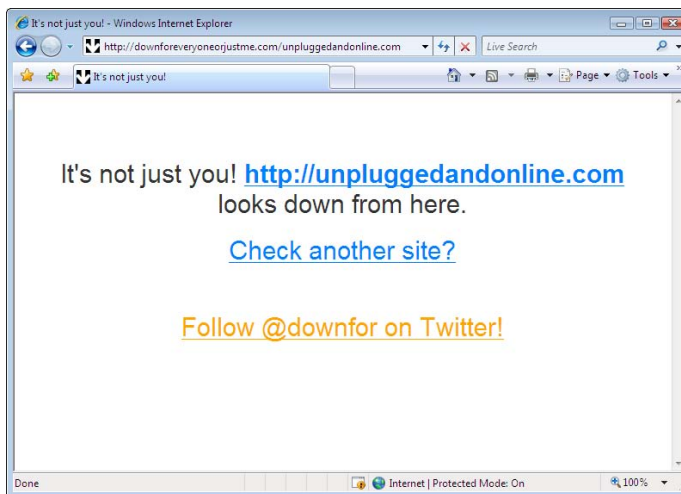 It's not just you! - Windows Internet Explorer
http://downforeveryoneorjustme.com/unpluggedandonline.com
Live Search
It's not just you!
Page
Tools
It's not just you! http://unpluggedandonline.com
looks down from here.
Check another site?
Follow @downfor on Twitter!
Done
Internet | Protected Mode: On
100%